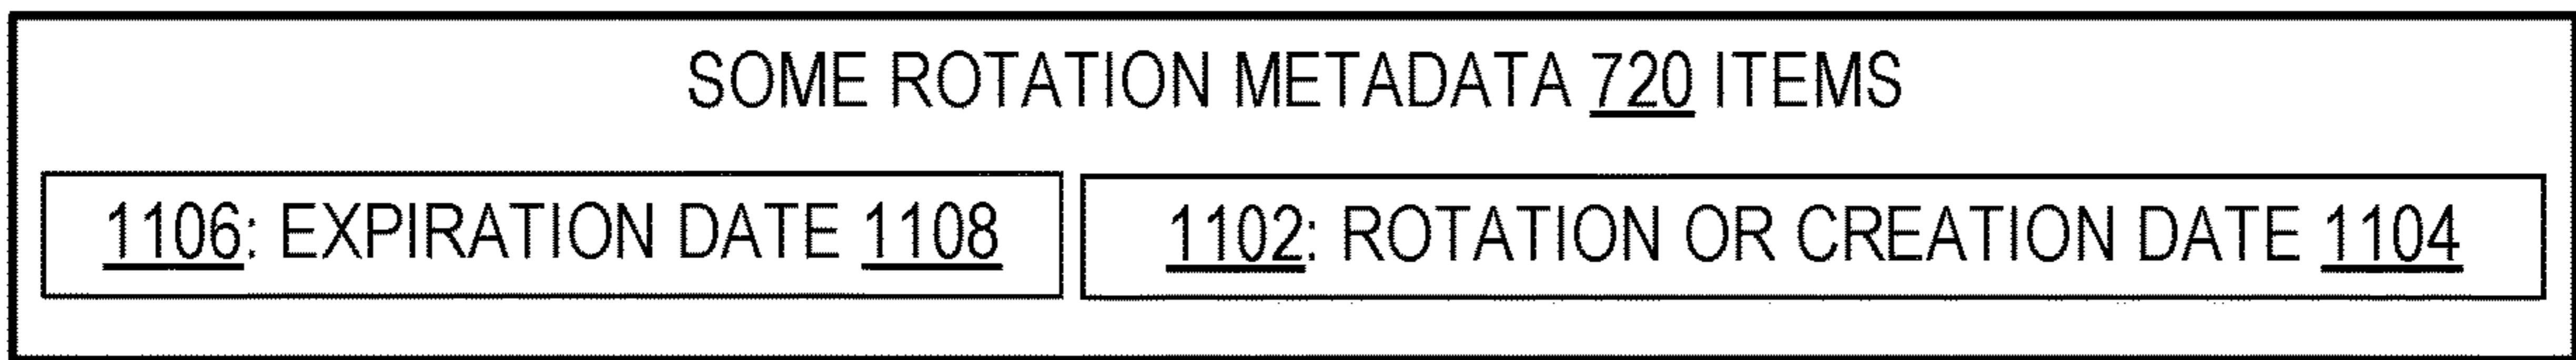 SOME ROTATION METADATA 720 ITEMS
1106: EXPIRATION DATE 1108
1102: ROTATION OR CREATION DATE 1104